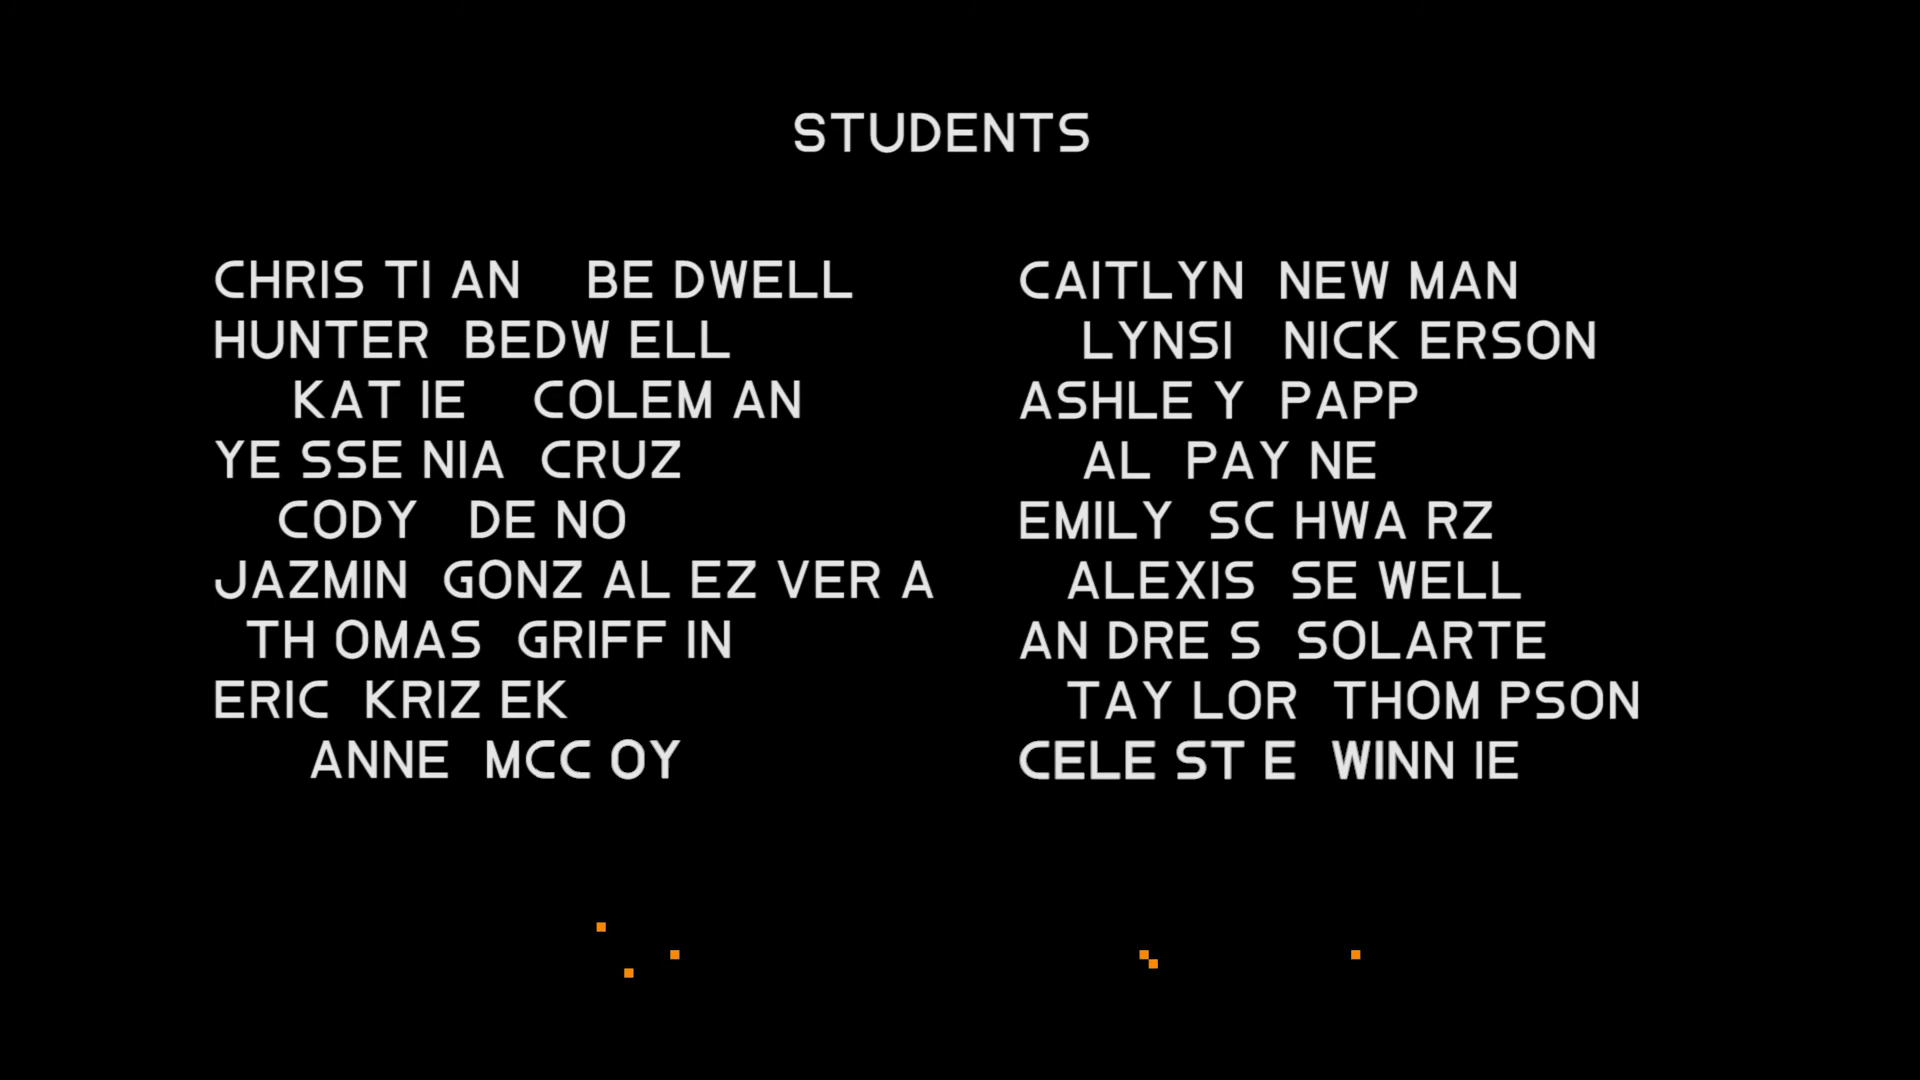 STUDENTS
CHRIS TI AN BE DWELL
HUNTER BEDW ELL
KAT IE COLEM AN
YE SSE NIA CRUZ
CODY DE NO
JAZMIN GONZ AL EZ VER A
TH OMAS GRIFF IN
ERIC KRIZ EK
ANNE MCC OY
CAITLYN NEW MAN
LYNSI NICK ERSON
ASHLE Y PAPP
AL PAY NE
EMILY SC HWA RZ
ALEXIS SE WELL
AN DRE S SOLARTE
TAY LOR THOM PSON
CELE ST E WINN IE